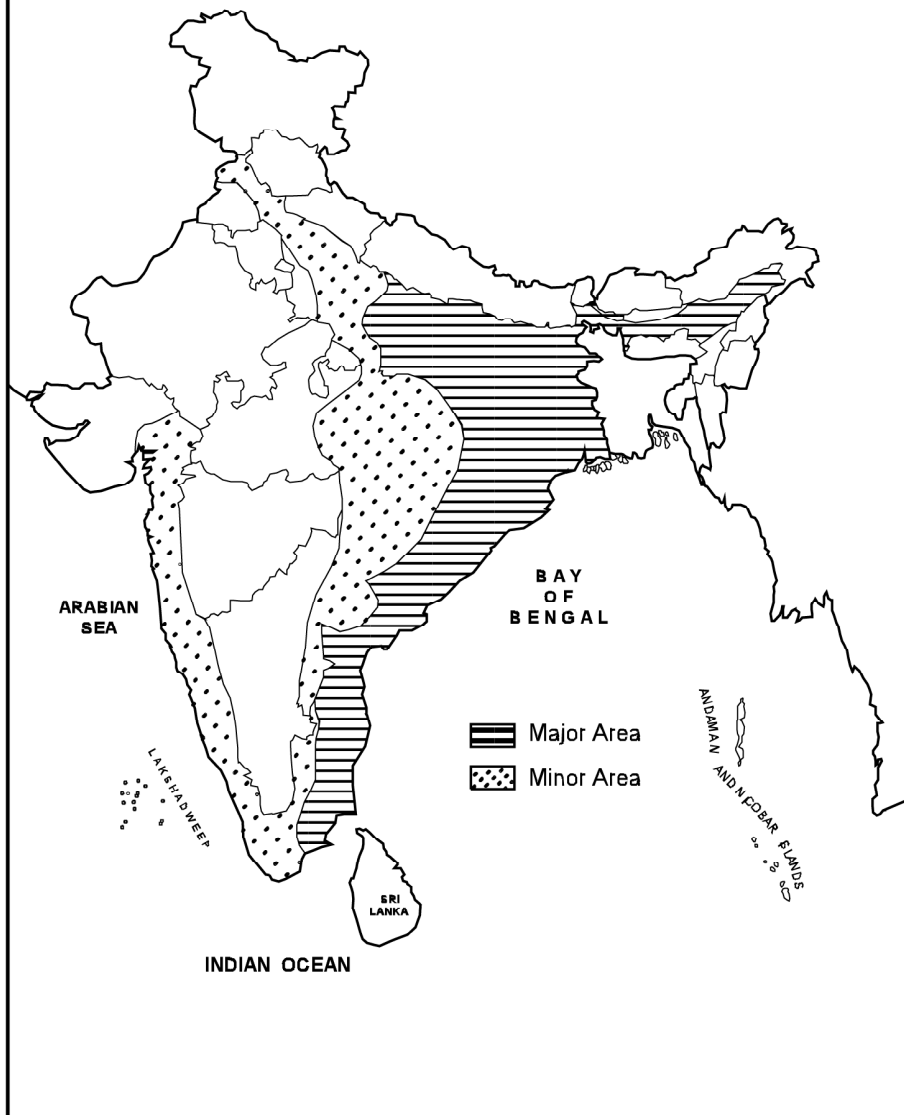 ARABIAN
SEA
BAY
OF
BENGAL
Major Area
Minor Area
LAKSHADWEEP
ANDAMAN AND NICOBAR ISLANDS
SRI
LANKA
INDIAN OCEAN